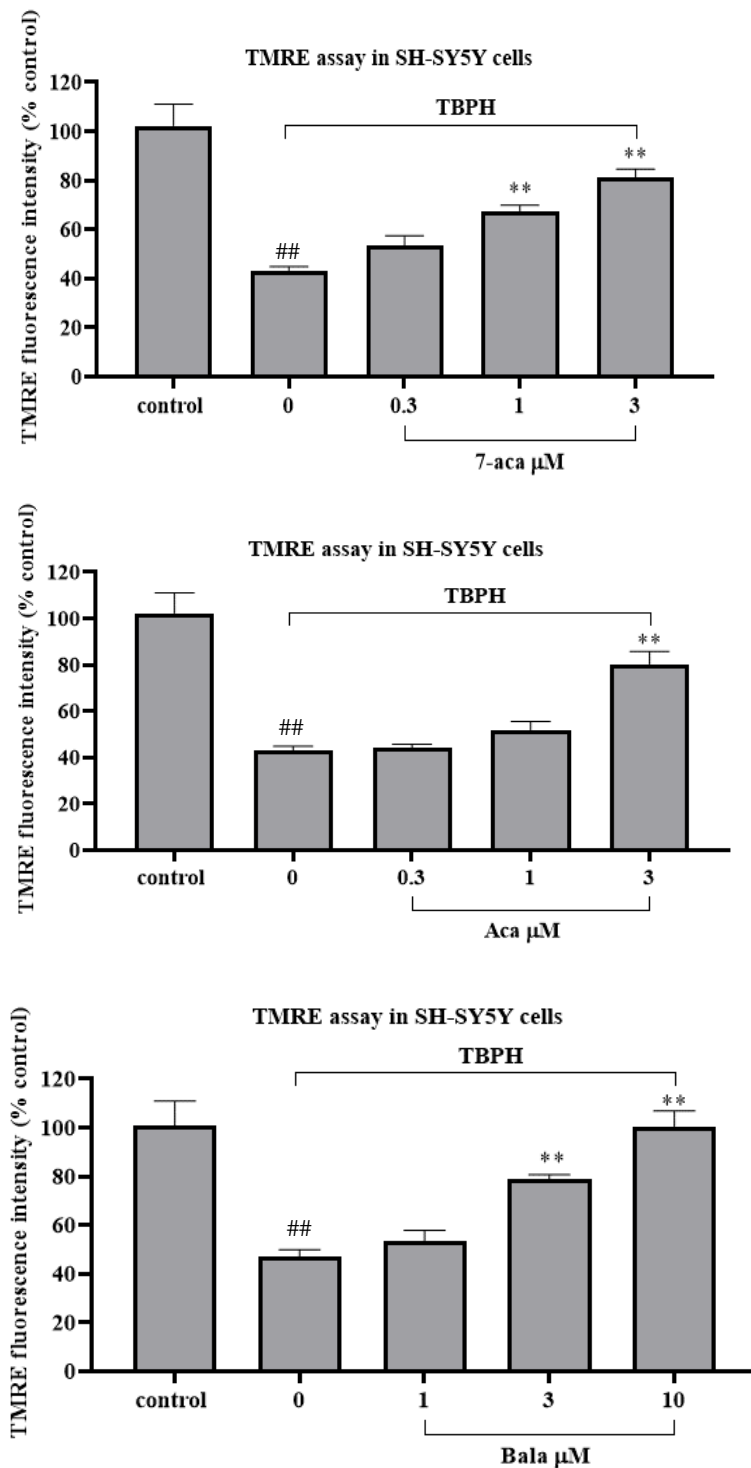 TMRE assay in SH-SY5Y cells
TMRE fluorescence intensity (% control)
120
100
80
60
40
20
0
TBPH
##
**
**
control 0 0.3 1 3
7-aca μM
TMRE assay in SH-SY5Y cells
TMRE fluorescence intensity (% control)
120
100
80
60
40
20
0
TBPH
##
**
control 0 0.3 1 3
Aca μM
TMRE assay in SH-SY5Y cells
TMRE fluorescence intensity (% control)
120
100
80
60
40
20
0
TBPH
##
**
**
control 0 1 3 10
Bala μM